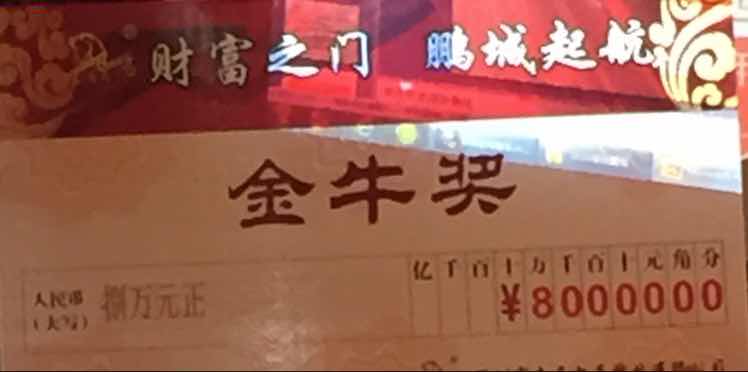 财富之门 鹏城起航
金牛奖
亿千百十万千百十元角分
人民币
(大写)
捌万元正
¥8000000